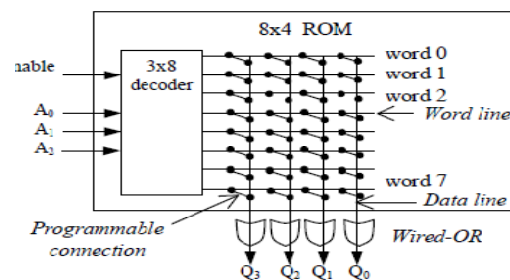 8x4 ROM
nable
3x8
decoder
word 0
word 1
word 2
A0
Word line
A1
A2
word 7
Data line
Programmable
connection
Wired-OR
Q3 Q2 Q1 Q0